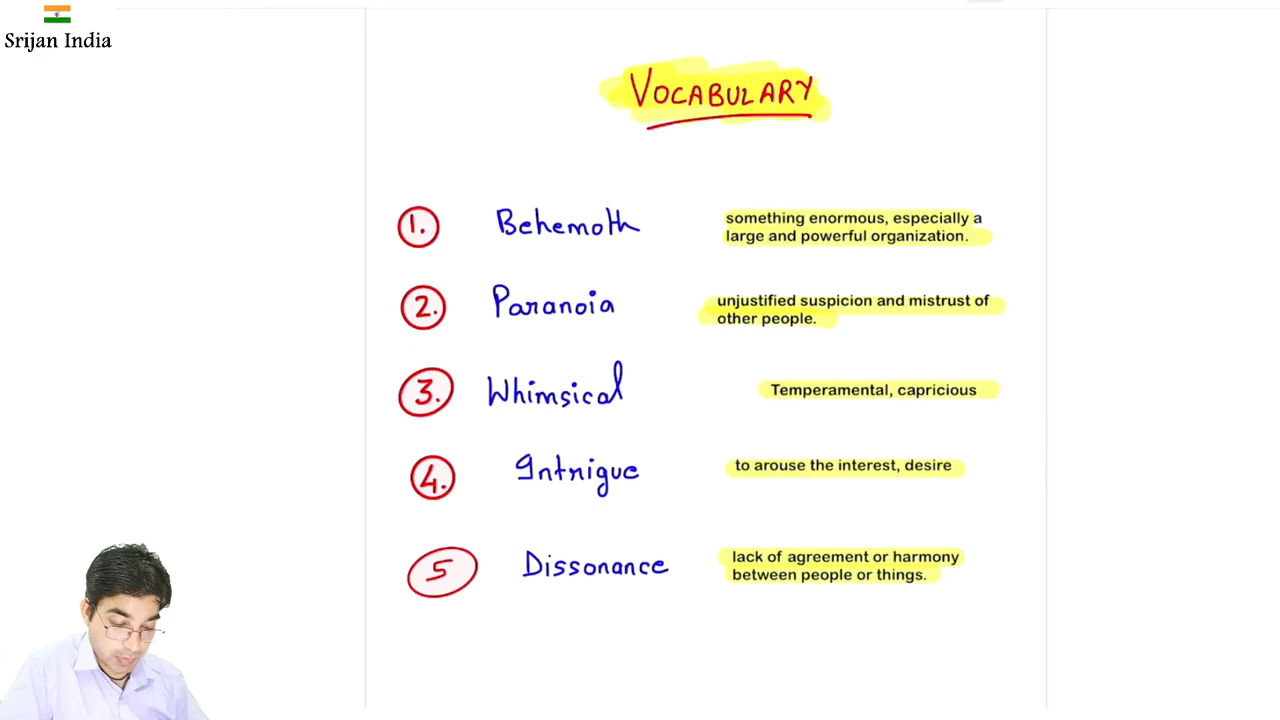 Srijan India
VOCABULARY
1. Behemoth
something enormous, especially a
large and powerful organization.
2. Paranoia
unjustified suspicion and mistrust of
other people.
3. Whimsical
Temperamental, capricious
4. Intrigue
to arouse the interest, desire
5 Dissonance
lack of agreement or harmony
between people or things.